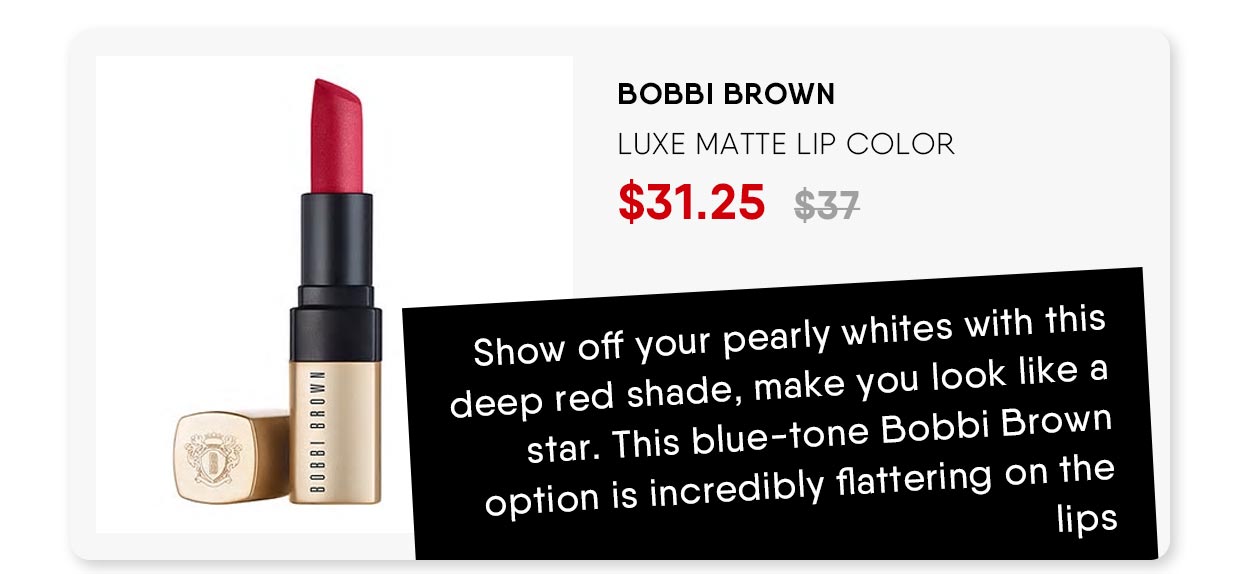 BOBBI BROWN
LUXE MATTE LIP COLOR
$31.25 $37
BOBBI BROWN
Show off your pearly whites with this
deep red shade, make you look like a
star. This blue-tone Bobbi Brown
option is incredibly flattering on the
lips